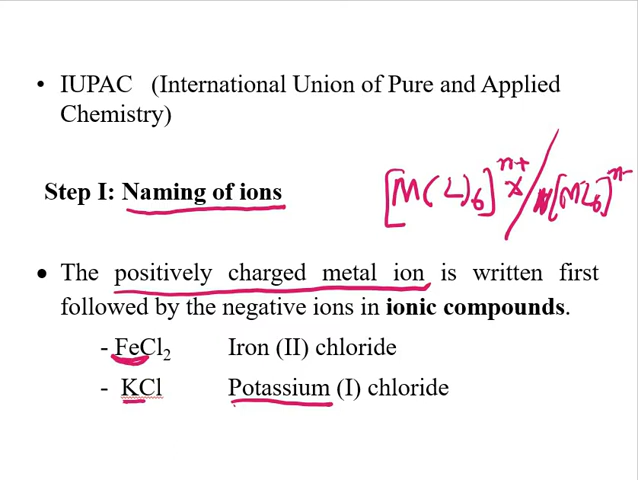 • IUPAC (International Union of Pure and Applied
Chemistry)
Step I: Naming of ions
[M(L)₆]ⁿ⁺ x / [ML₆]ⁿ⁻
• The positively charged metal ion is written first
followed by the negative ions in ionic compounds.
- FeCl₂ Iron (II) chloride
- KCl Potassium (I) chloride